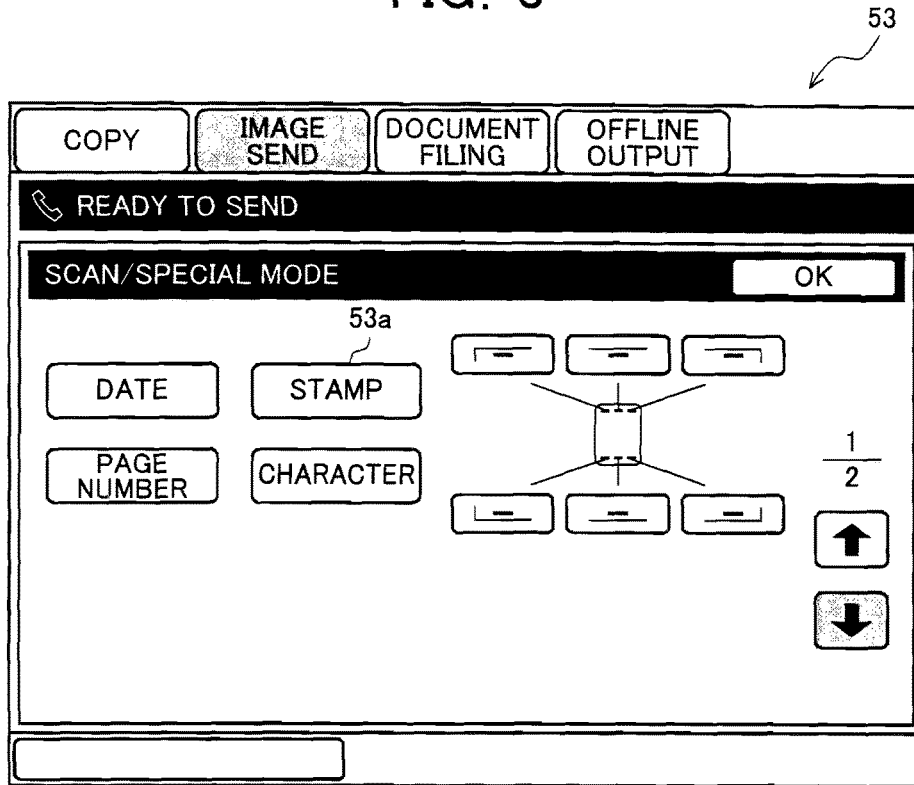 53
COPY
IMAGE
SEND
DOCUMENT
FILING
OFFLINE
OUTPUT
READY TO SEND
SCAN/SPECIAL MODE
OK
53a
DATE
STAMP
PAGE
NUMBER
CHARACTER
1
2